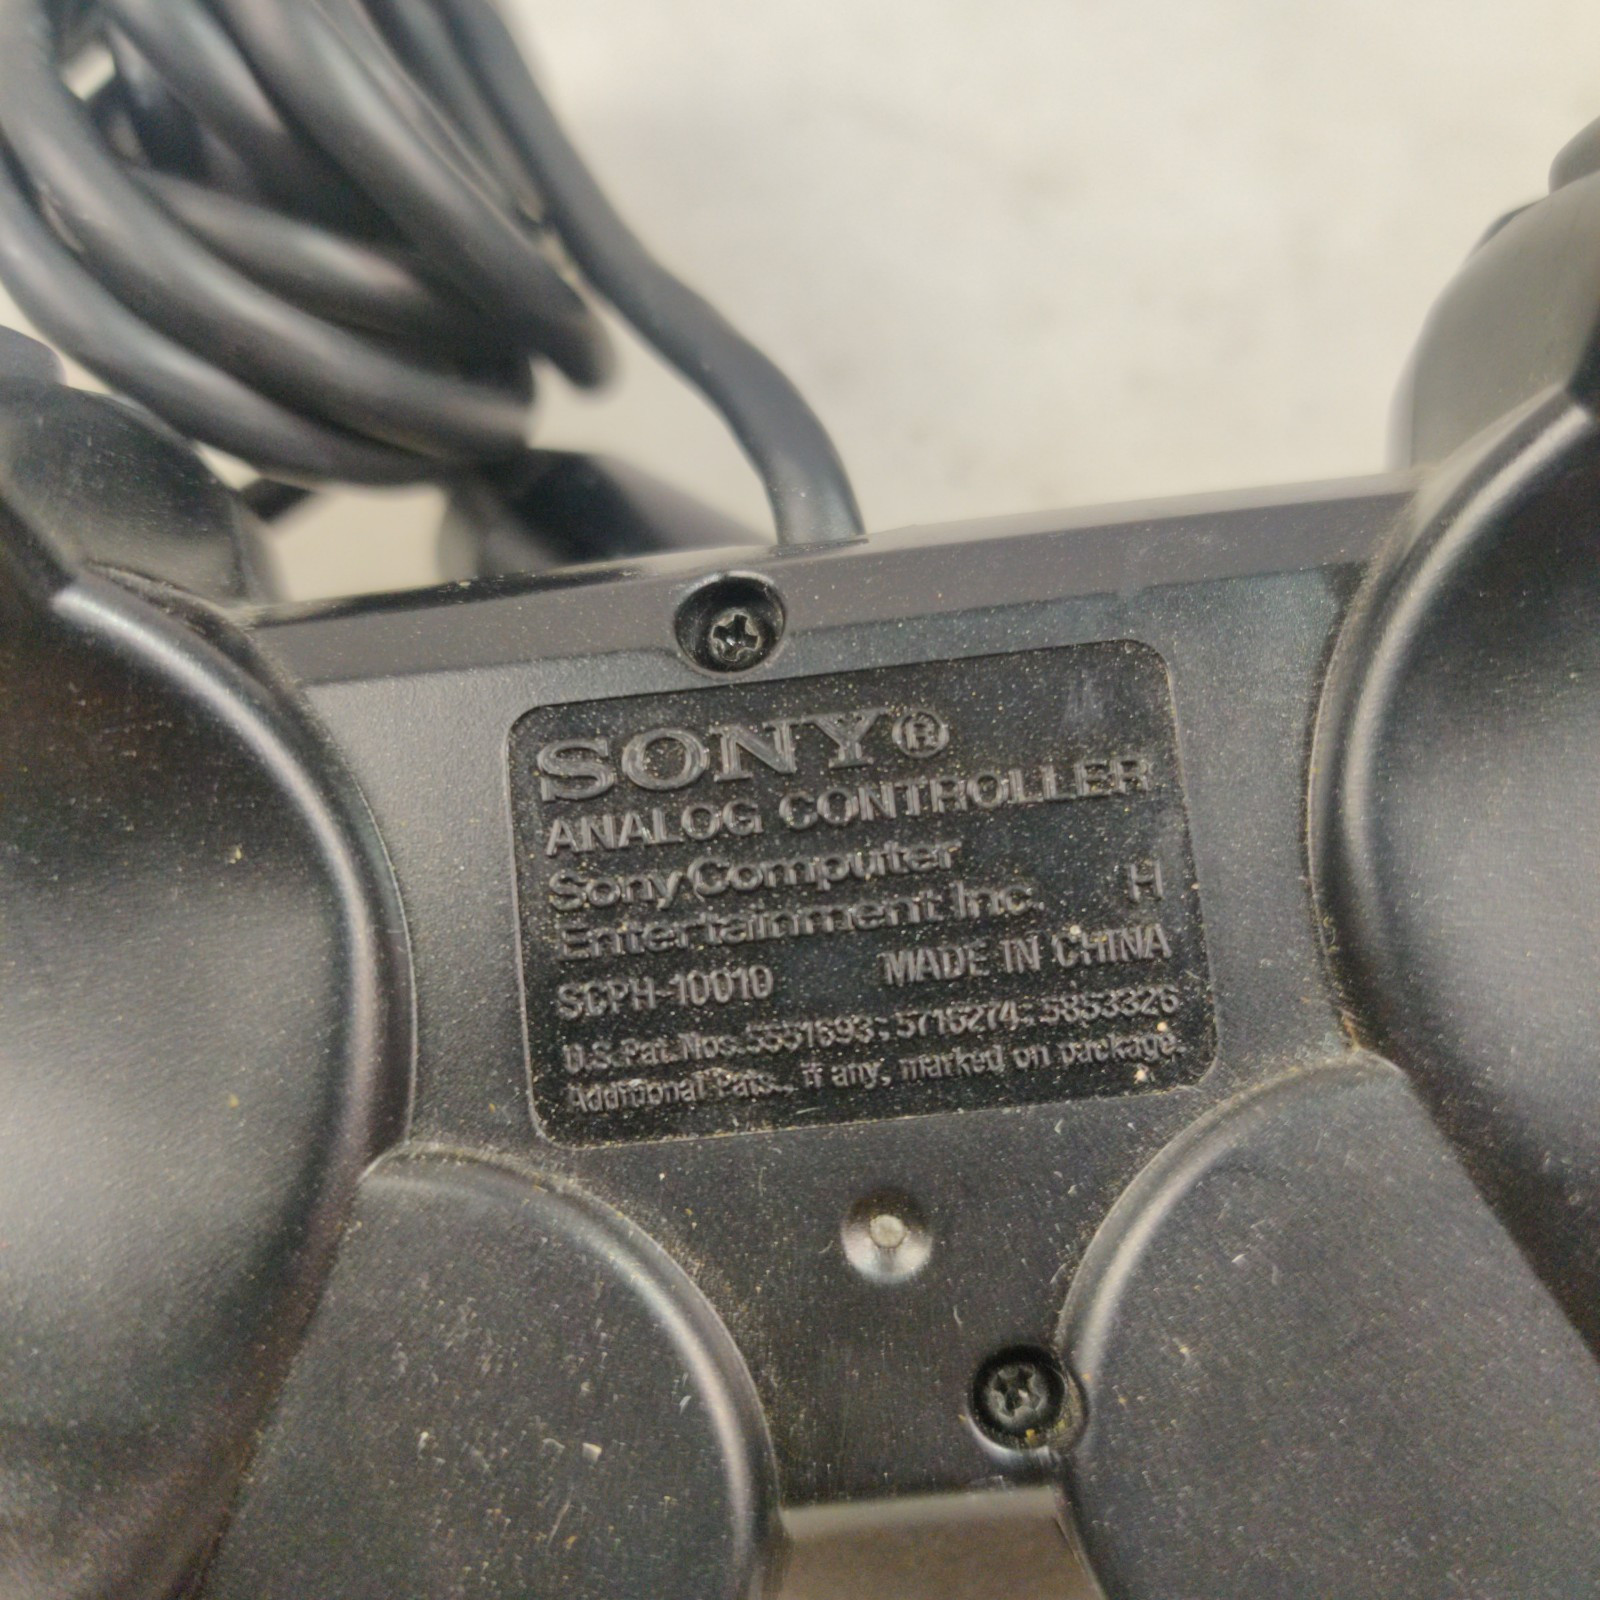 SONY®
ANALOG CONTROLLER
Sony Computer
Entertainment Inc. H
SCPH-10010 MADE IN CHINA
U.S. Pat. Nos. 5551693; 5716274; 5853326
Additional Pats., if any, marked on package.